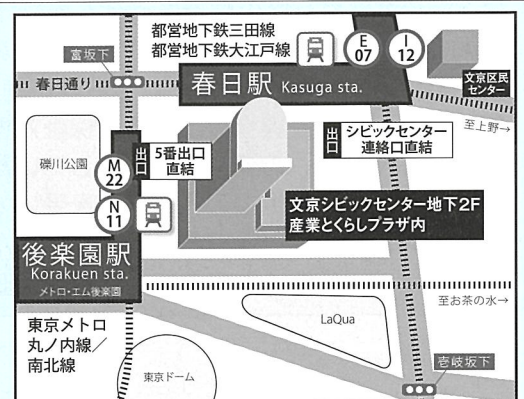 都営地下鉄三田線
都営地下鉄大江戸線
E
07
I
12
富坂下
春日通り
春日駅 Kasuga sta.
文京区民
センター
至上野→
礫川公園
M
22
N
11
出口
5番出口
直結
出口
シビックセンター
連絡口直結
文京シビックセンター地下2F
産業とくらしプラザ内
後楽園駅
Korakuen sta.
メトロ・エム後楽園
至お茶の水→
東京メトロ
丸ノ内線/
南北線
LaQua
東京ドーム
壱岐坂下